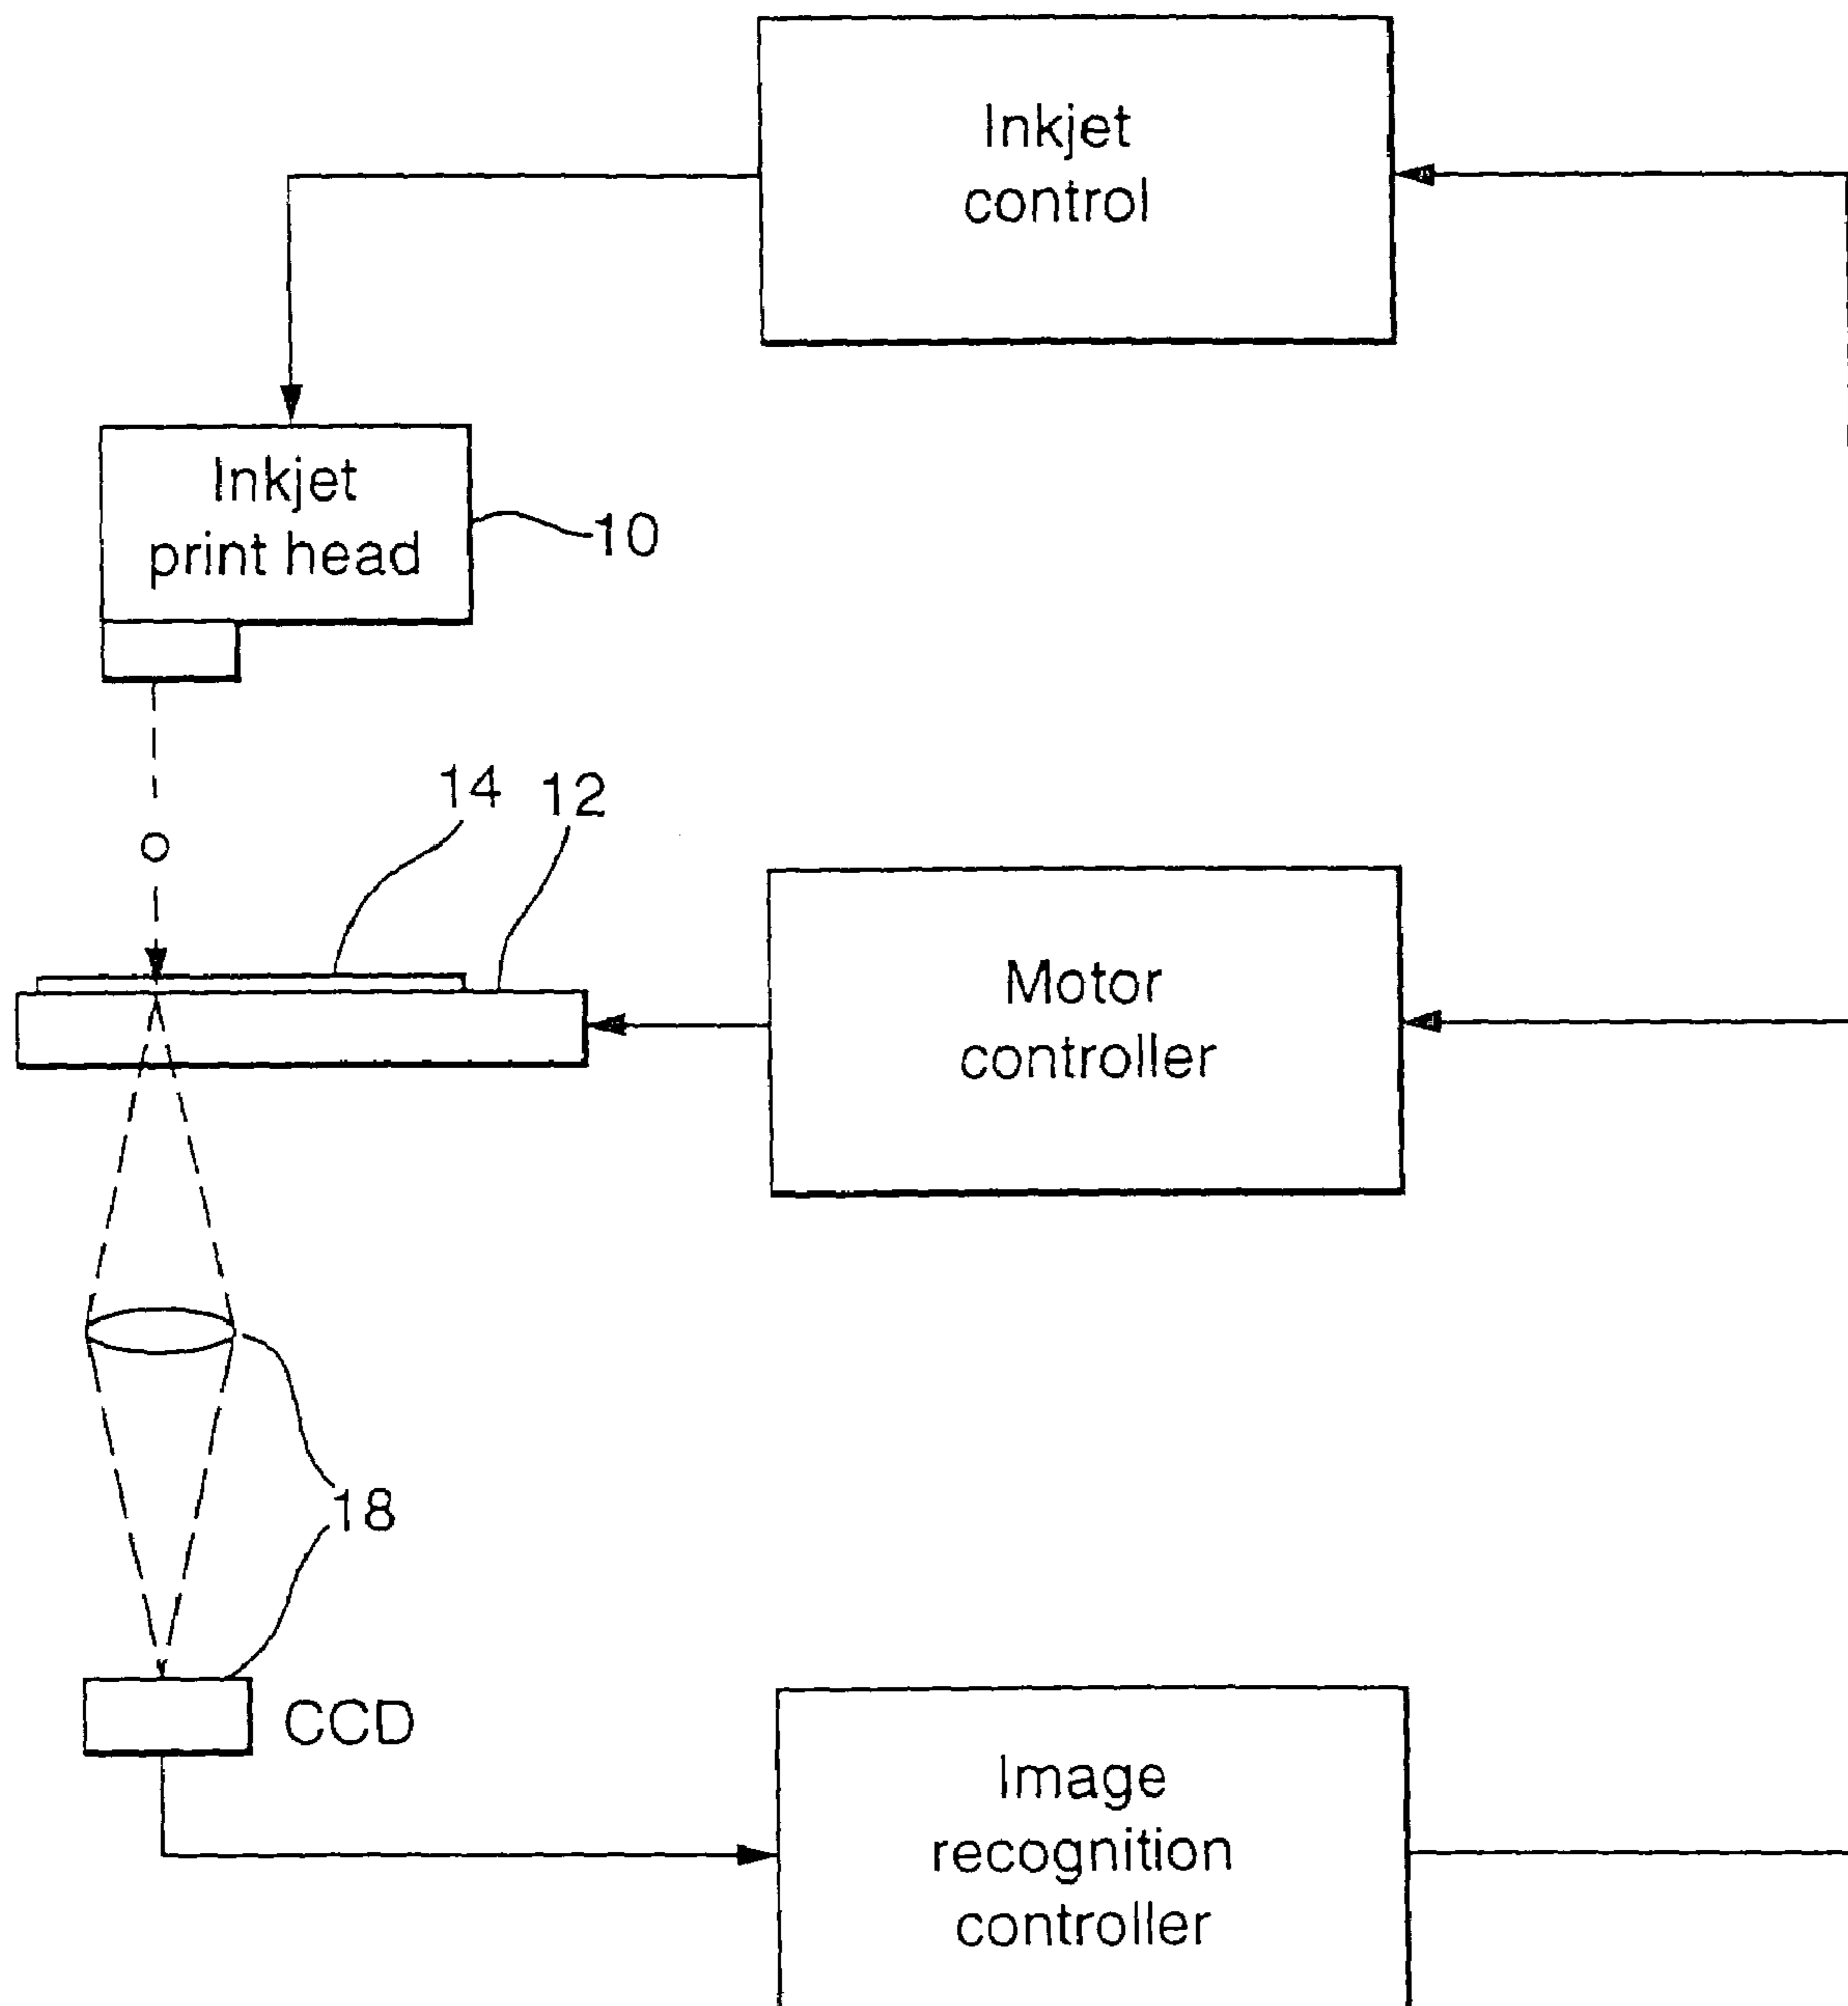 Inkjet
control
Inkjet
print head
10
14 12
Motor
controller
18
CCD
Image
recognition
controller